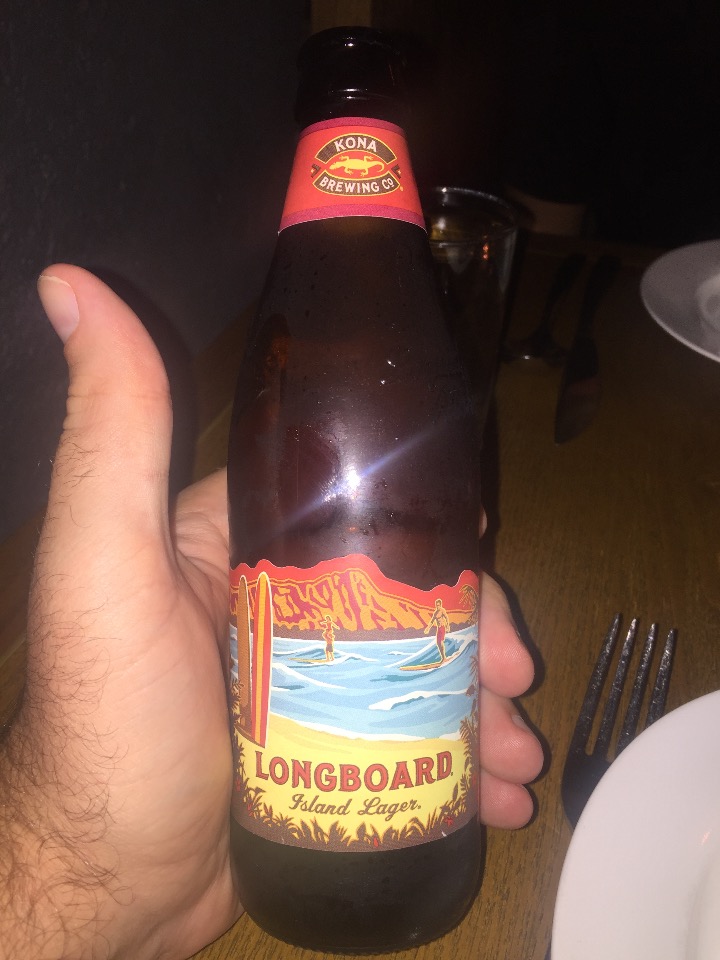 KONA
BREWING CO
LONGBOARD
Island Lager.